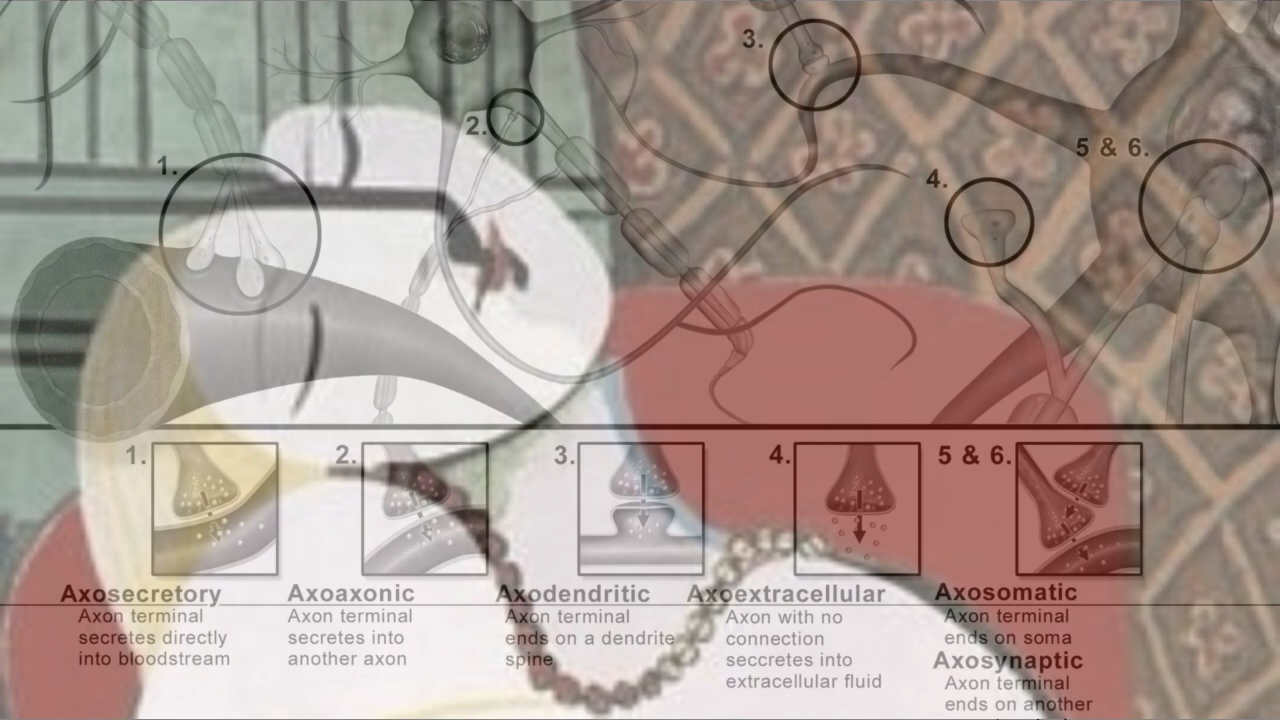 3.
2.
5 & 6.
1.
4.
1.
2.
3.
4.
5 & 6.
Axosecretory
Axon terminal
secretes directly
into bloodstream
Axoaxonic
Axon terminal
secretes into
another axon
Axodendritic
Axon terminal
ends on a dendrite
spine
Axoextracellular
Axon with no
connection
seccretes into
extracellular fluid
Axosomatic
Axon terminal
ends on soma
Axosynaptic
Axon terminal
ends on another